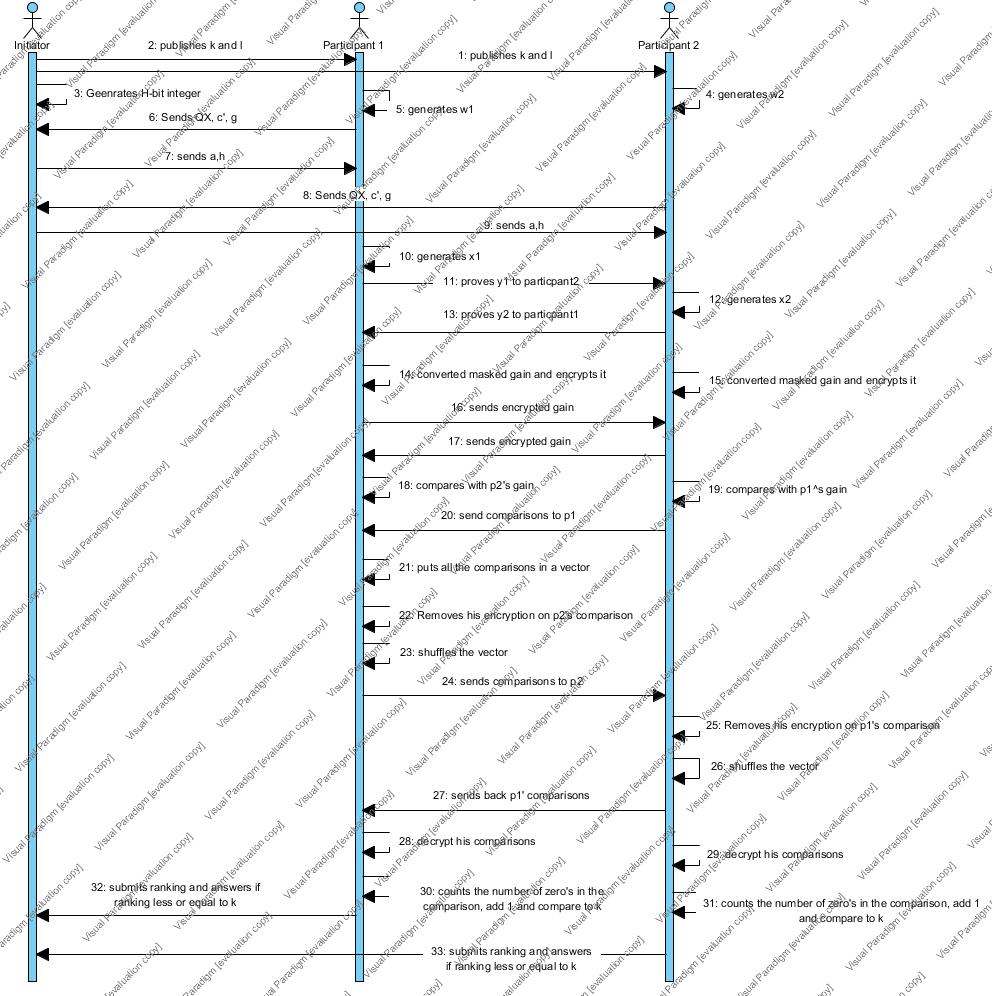 Initiator
Participant 1
Participant 2
2: publishes k and l
1: publishes k and l
3: Geenrates H-bit integer
4: generates w2
5: generates w1
6: Sends QX, c', g
7: sends a,h
8: Sends QX, c', g
9: sends a,h
10: generates x1
11: proves y1 to particpant2
12: generates x2
13: proves y2 to particpant1
14: converted masked gain and encrypts it
15: converted masked gain and encrypts it
16: sends encrypted gain
17: sends encrypted gain
18: compares with p2's gain
19: compares with p1^s gain
20: send comparisons to p1
21: puts all the comparisons in a vector
22: Removes his encryption on p2's comparison
23: shuffles the vector
24: sends comparisons to p2
25: Removes his encryption on p1's comparison
26: shuffles the vector
27: sends back p1' comparisons
28: decrypt his comparisons
29: decrypt his comparisons
32: submits ranking and answers if
ranking less or equal to k
30: counts the number of zero's in the
comparison, add 1 and compare to k
31: counts the number of zero's in the comparison, add 1
and compare to k
33: submits ranking and answers
if ranking less or equal to k
Visual Paradigm [evaluation copy]